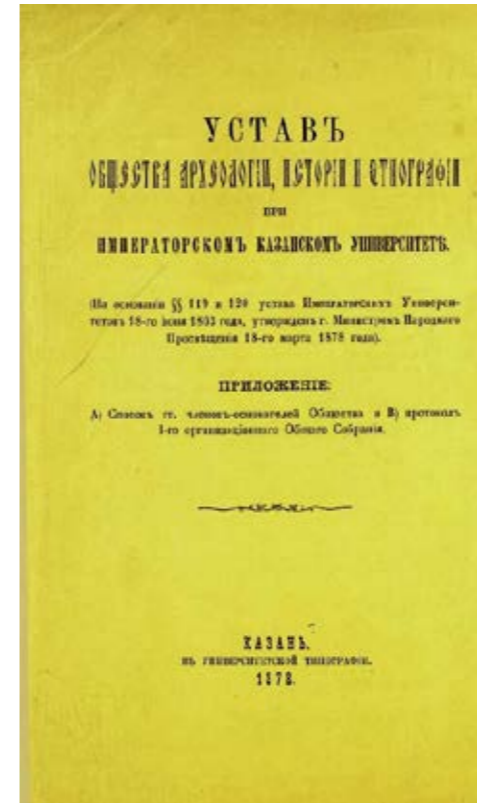 УСТАВЪ
ОБЩЕСТВА АРХЕОЛОГІИ, ИСТОРІИ И ЭТНОГРАФІИ
ПРИ
ИМПЕРАТОРСКОМЪ КАЗАНСКОМЪ УНИВЕРСИТЕТѢ.
(На основаніи §§ 119 и 120 устава Императорскихъ Универси-
тетовъ 18-го іюня 1863 года, утвержденъ г. Министромъ Народнаго
Просвѣщенія 18-го марта 1878 года).
ПРИЛОЖЕНІЕ:
А) Списокъ гг. членовъ-основателей Общества и В) протоколъ
1-го организаціоннаго Общаго Собранія.
КАЗАНЬ.
ВЪ УНИВЕРСИТЕТСКОЙ ТИПОГРАФІИ.
1878.